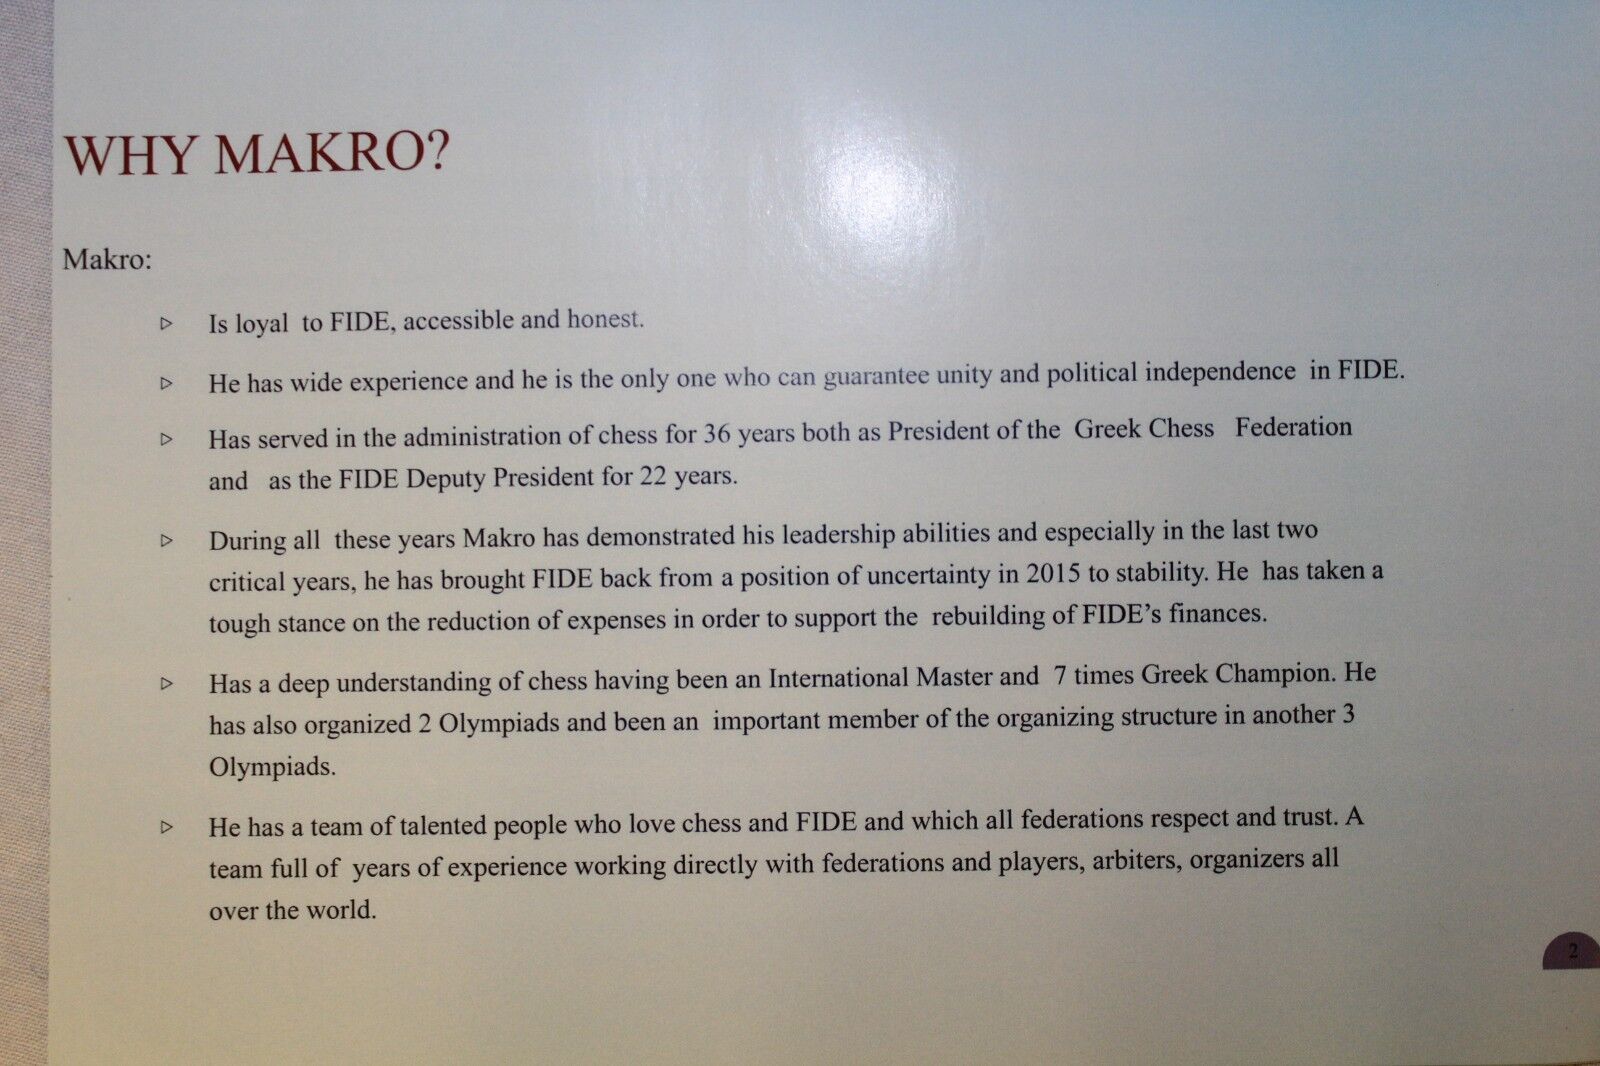 WHY MAKRO?
Makro:
▷ Is loyal to FIDE, accessible and honest.
▷ He has wide experience and he is the only one who can guarantee unity and political independence in FIDE.
▷ Has served in the administration of chess for 36 years both as President of the Greek Chess Federation
and as the FIDE Deputy President for 22 years.
▷ During all these years Makro has demonstrated his leadership abilities and especially in the last two
critical years, he has brought FIDE back from a position of uncertainty in 2015 to stability. He has taken a
tough stance on the reduction of expenses in order to support the rebuilding of FIDE’s finances.
▷ Has a deep understanding of chess having been an International Master and 7 times Greek Champion. He
has also organized 2 Olympiads and been an important member of the organizing structure in another 3
Olympiads.
▷ He has a team of talented people who love chess and FIDE and which all federations respect and trust. A
team full of years of experience working directly with federations and players, arbiters, organizers all
over the world.
2